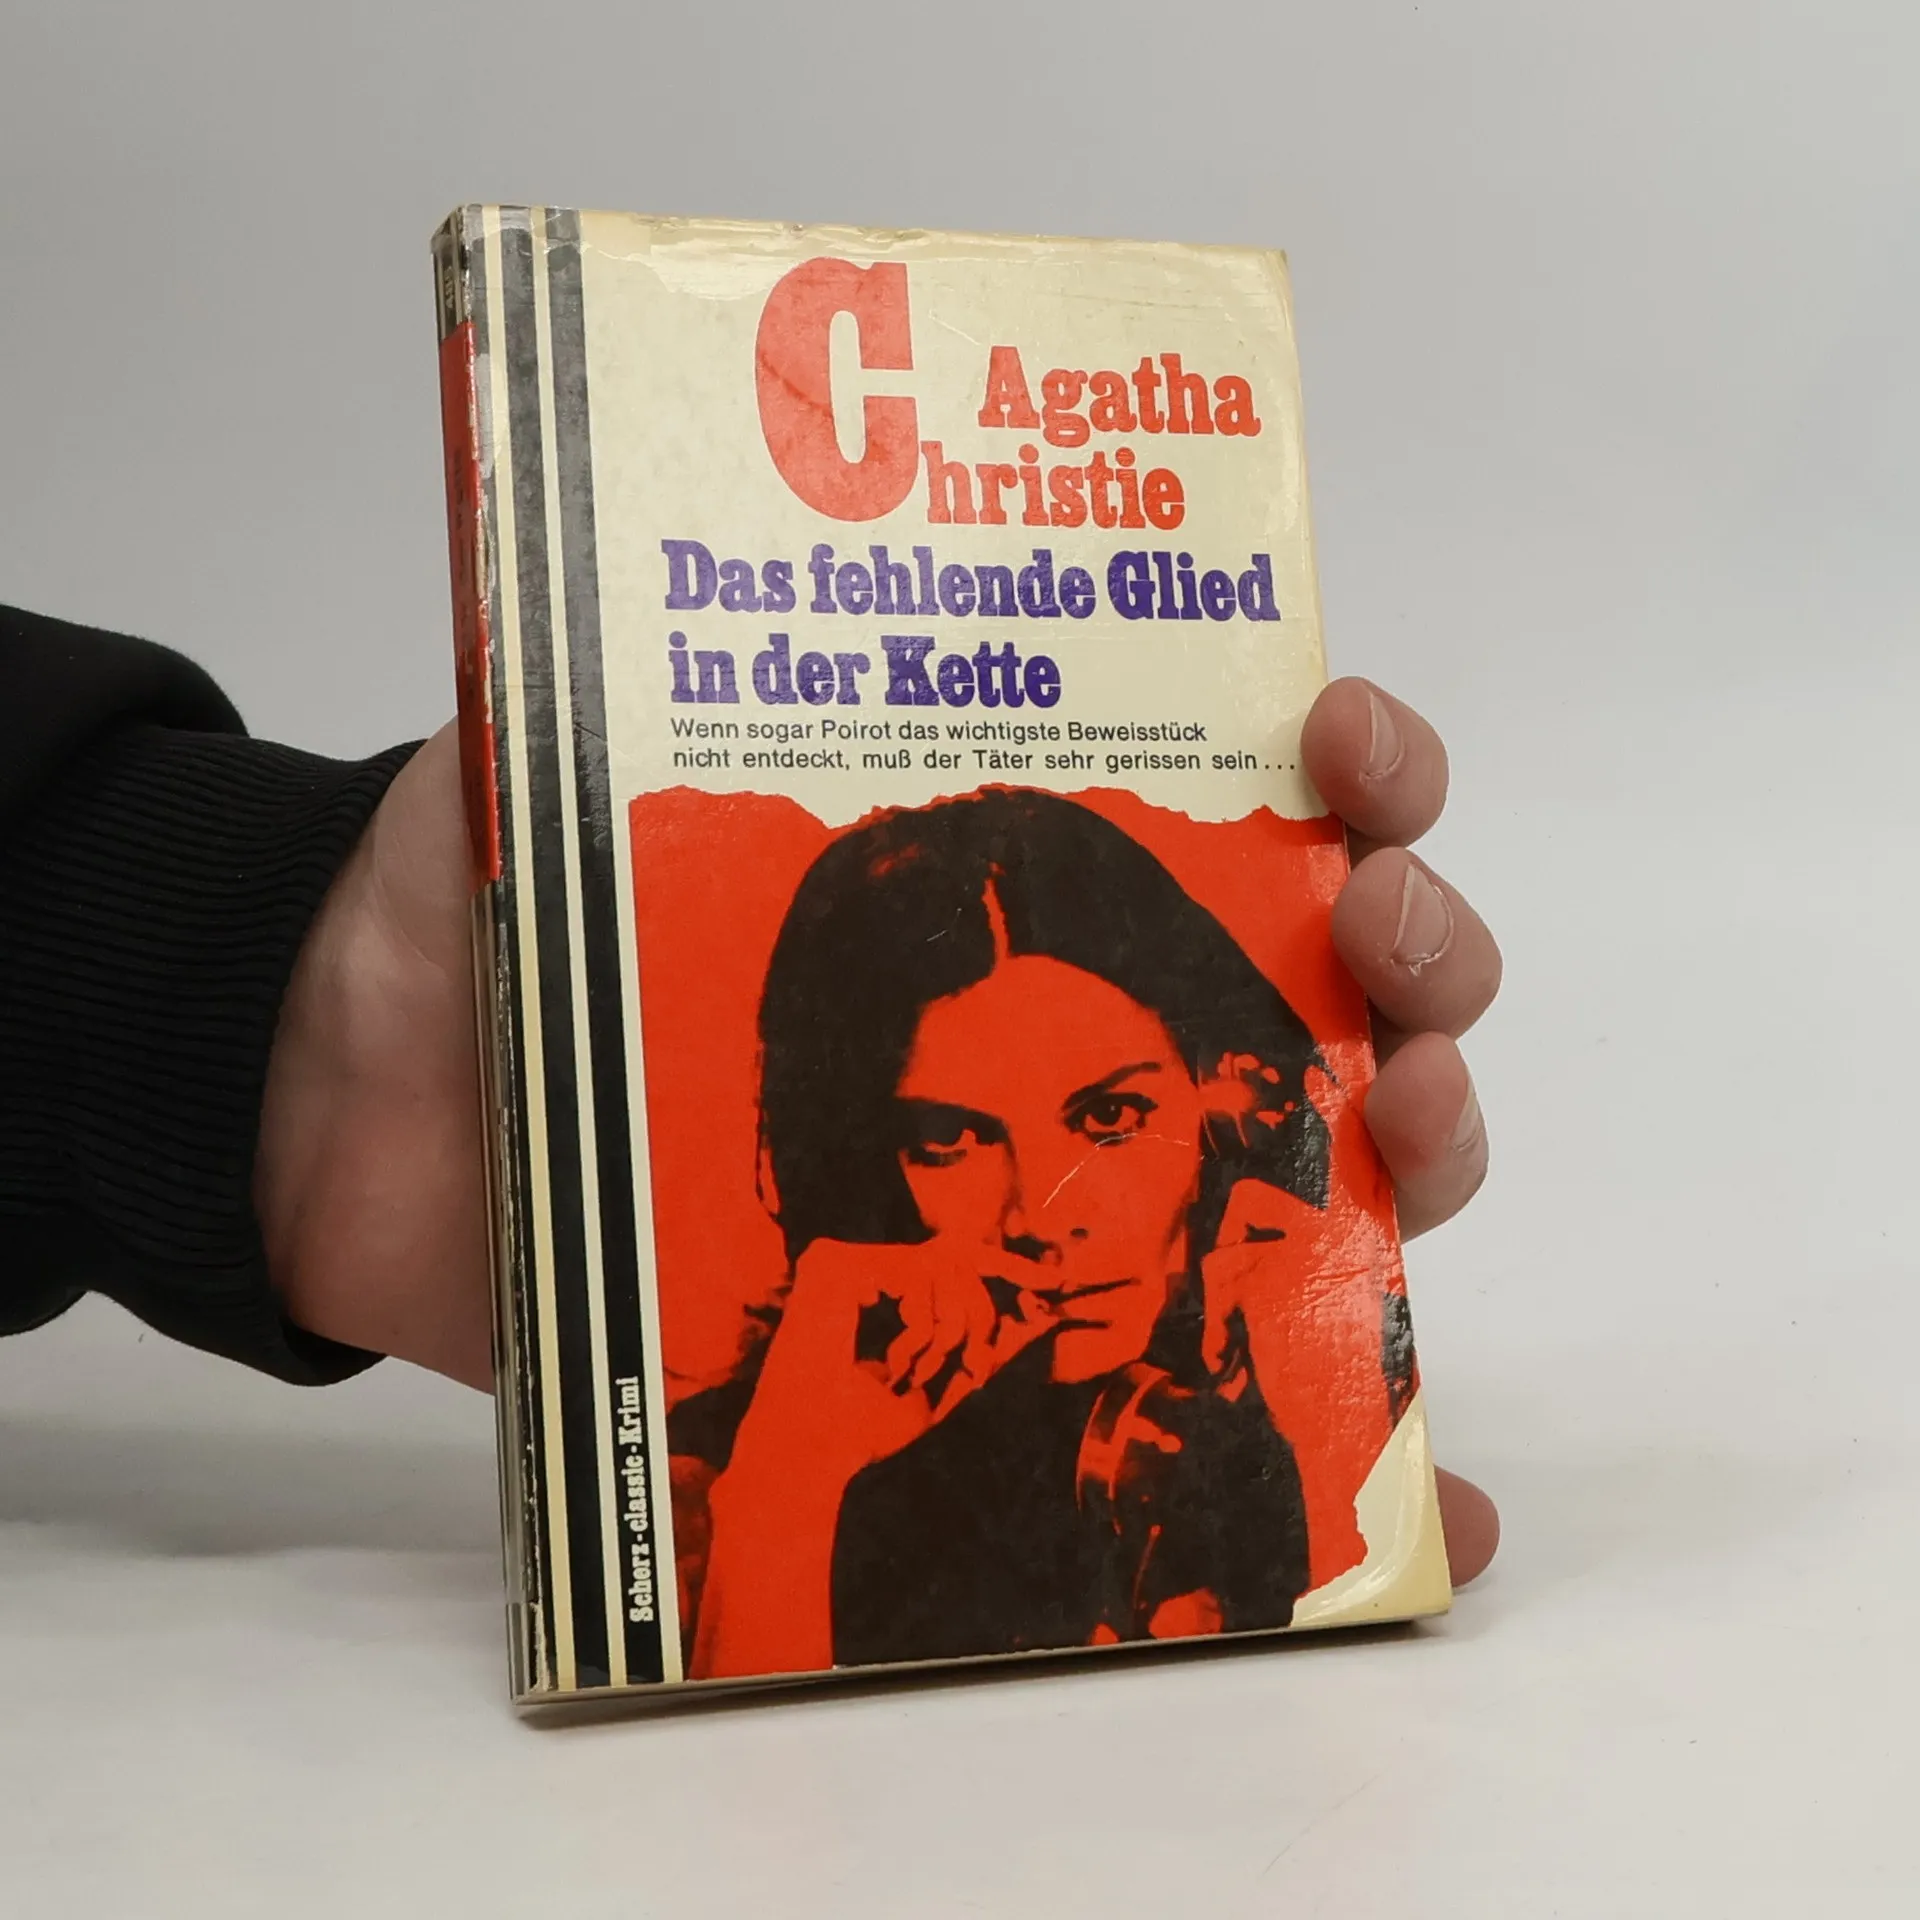 Agatha
Christie
Das fehlende Glied
in der Kette
Wenn sogar Poirot das wichtigste Beweisstück
nicht entdeckt, muß der Täter sehr gerissen sein...
Scherz-classic-Krimi